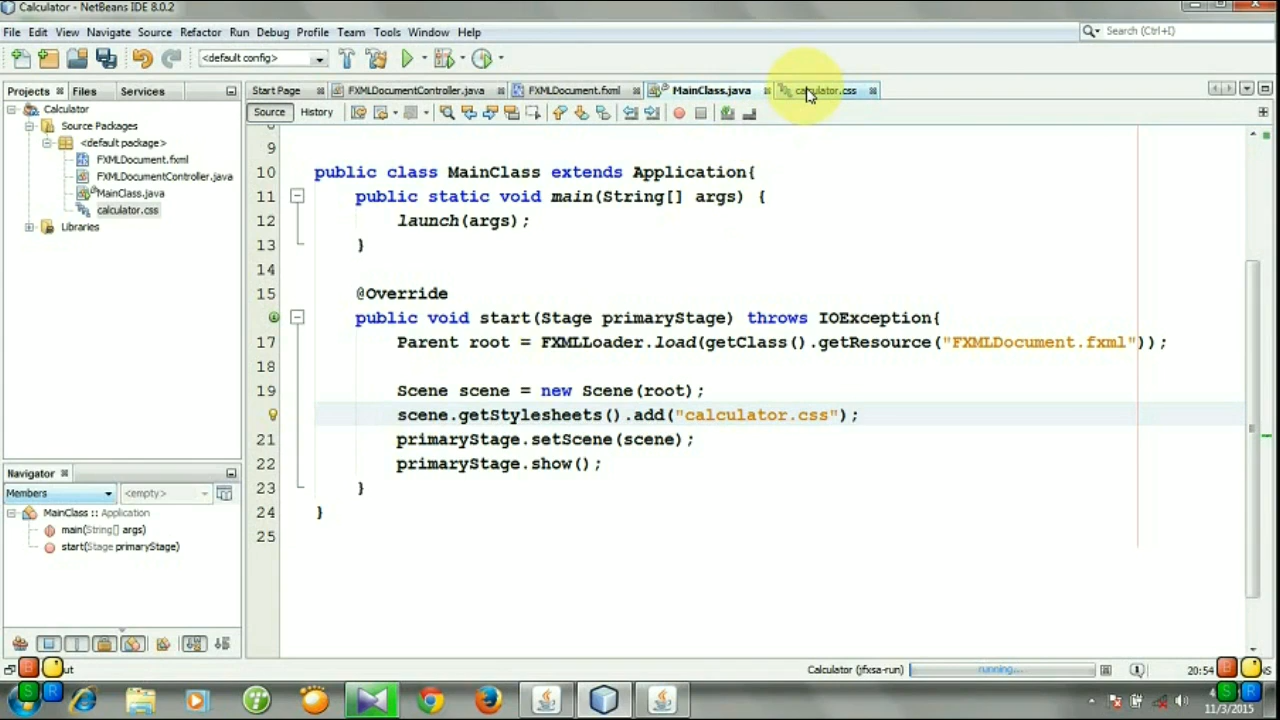 Calculator - NetBeans IDE 8.0.2
File Edit View Navigate Source Refactor Run Debug Profile Team Tools Window Help
Search (Ctrl+I)
<default config>
Projects Files Services
Start Page FXMLDocumentController.java FXMLDocument.fxml MainClass.java calculator.css
Source History
Calculator
Source Packages
<default package>
FXMLDocument.fxml
FXMLDocumentController.java
MainClass.java
calculator.css
Libraries
9
10 public class MainClass extends Application{
11 public static void main(String[] args) {
12 launch(args);
13 }
14
15 @Override
public void start(Stage primaryStage) throws IOException{
17 Parent root = FXMLLoader.load(getClass().getResource("FXMLDocument.fxml"));
18
19 Scene scene = new Scene(root);
scene.getStylesheets().add("calculator.css");
21 primaryStage.setScene(scene);
22 primaryStage.show();
23 }
24 }
25
Navigator
Members <empty>
MainClass :: Application
main(String[] args)
start(Stage primaryStage)
ut
Calculator (jfxsa-run) running... 20:54
S R
S R
11/3/2015